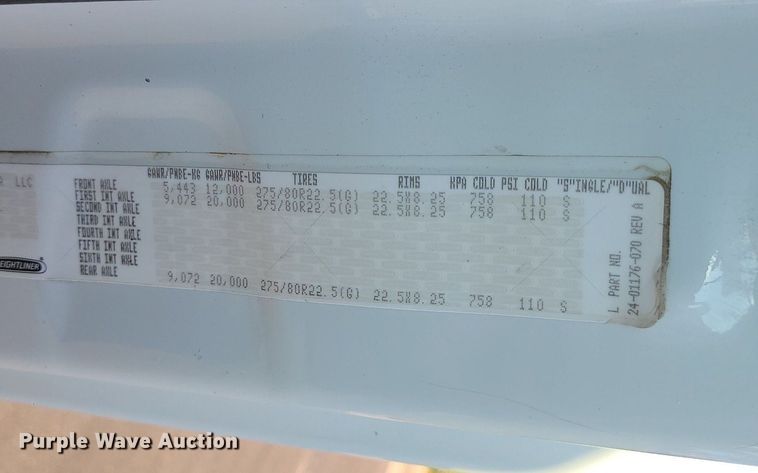 GAWR/PNBE-KG GAWR/PNBE-LBS TIRES RIMS KPA COLD PSI COLD "S"INGLE/"D"UAL
LLC FRONT AXLE 5,443 12,000 275/80R22.5(G) 22.5X8.25 758 110 S
FIRST INT AXLE 9,072 20,000 275/80R22.5(G) 22.5X8.25 758 110 S
SECOND INT AXLE
THIRD INT AXLE
FOURTH INT AXLE
FIFTH INT AXLE
SIXTH INT AXLE
EIGHTLINER REAR AXLE 9,072 20,000 275/80R22.5(G) 22.5X8.25 758 110 S
L PART NO.
24-01176-070 REV A
Purple Wave Auction